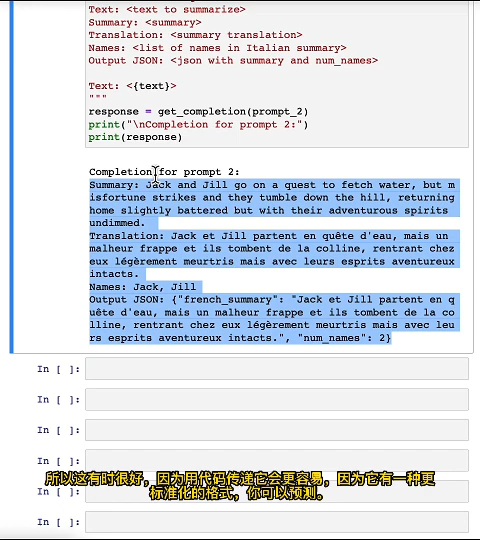 Text: <text to summarize>
Summary: <summary>
Translation: <summary translation>
Names: <list of names in Italian summary>
Output JSON: <json with summary and num_names>
Text: <{text}>
"""
response = get_completion(prompt_2)
print("\nCompletion for prompt 2:")
print(response)
Completion for prompt 2:
Summary: Jack and Jill go on a quest to fetch water, but m
isfortune strikes and they tumble down the hill, returning
home slightly battered but with their adventurous spirits
undimmed.
Translation: Jack et Jill partent en quête d'eau, mais un
malheur frappe et ils tombent de la colline, rentrant chez
eux légèrement meurtris mais avec leurs esprits aventureux
intacts.
Names: Jack, Jill
Output JSON: {"french_summary": "Jack et Jill partent en q
uête d'eau, mais un malheur frappe et ils tombent de la co
lline, rentrant chez eux légèrement meurtris mais avec leu
rs esprits aventureux intacts.", "num_names": 2}
In [ ]:
In [ ]:
In [ ]:
In [ ]:
所以这有时很好，因为用代码传递它会更容易，因为它有一种更
In [ ]:
标准化的格式，你可以预测。
In [ ]: